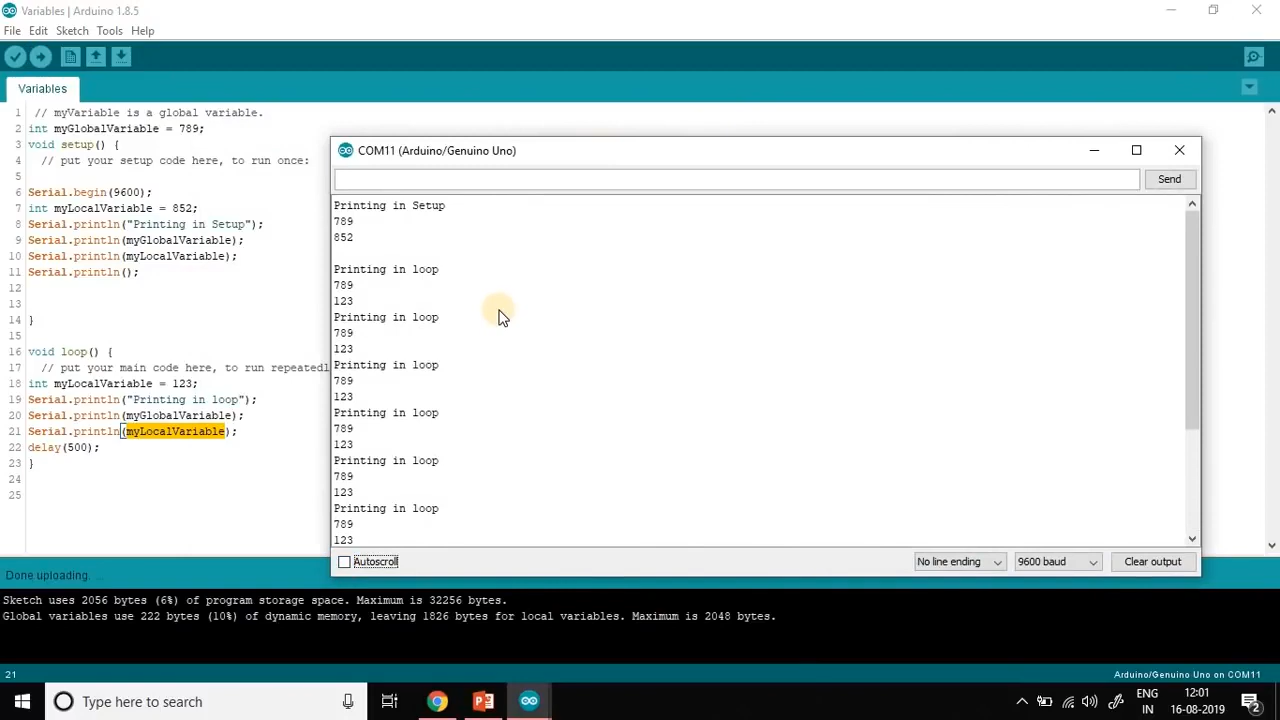 Variables | Arduino 1.8.5
File Edit Sketch Tools Help
Variables
1 // myVariable is a global variable.
2 int myGlobalVariable = 789;
3 void setup() {
4 // put your setup code here, to run once:
5
6 Serial.begin(9600);
7 int myLocalVariable = 852;
8 Serial.println("Printing in Setup");
9 Serial.println(myGlobalVariable);
10 Serial.println(myLocalVariable);
11 Serial.println();
12
13
14 }
15
16 void loop() {
17 // put your main code here, to run repeatedl
18 int myLocalVariable = 123;
19 Serial.println("Printing in loop");
20 Serial.println(myGlobalVariable);
21 Serial.println(myLocalVariable);
22 delay(500);
23 }
24
25
COM11 (Arduino/Genuino Uno)
Send
Printing in Setup
789
852
Printing in loop
789
123
Printing in loop
789
123
Printing in loop
789
123
Printing in loop
789
123
Printing in loop
789
123
Printing in loop
789
123
Autoscroll
No line ending
9600 baud
Clear output
Done uploading.
Sketch uses 2056 bytes (6%) of program storage space. Maximum is 32256 bytes.
Global variables use 222 bytes (10%) of dynamic memory, leaving 1826 bytes for local variables. Maximum is 2048 bytes.
21
Arduino/Genuino Uno on COM11
Type here to search
ENG
IN
12:01
16-08-2019
2